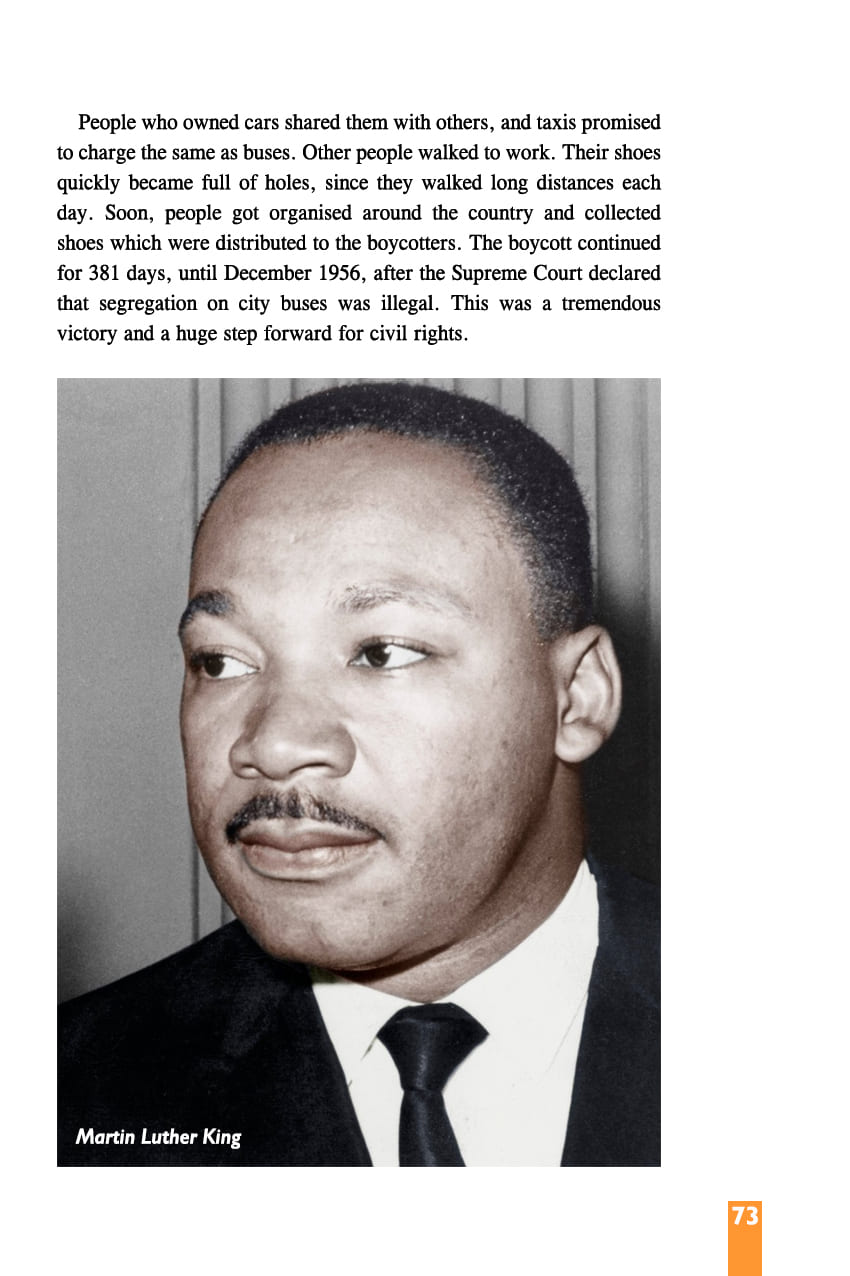 People who owned cars shared them with others, and taxis promised
to charge the same as buses. Other people walked to work. Their shoes
quickly became full of holes, since they walked long distances each
day. Soon, people got organised around the country and collected
shoes which were distributed to the boycotters. The boycott continued
for 381 days, until December 1956, after the Supreme Court declared
that segregation on city buses was illegal. This was a tremendous
victory and a huge step forward for civil rights.
Martin Luther King
73